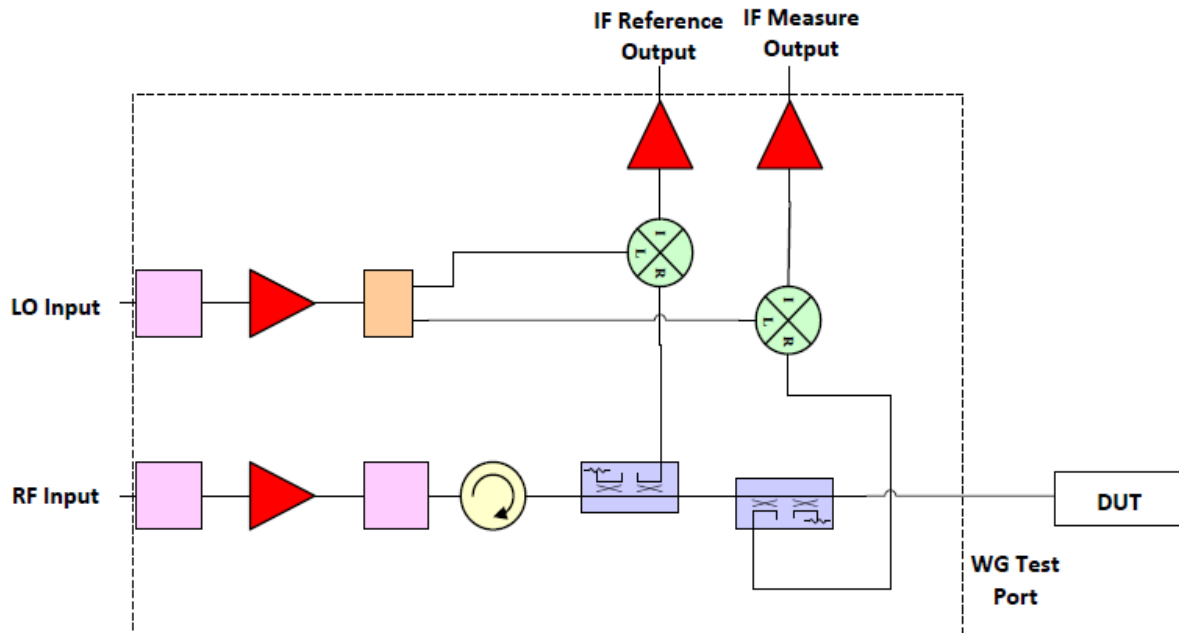 IF Reference
Output
IF Measure
Output
I
L
R
I
L
R
LO Input
RF Input
DUT
WG Test
Port